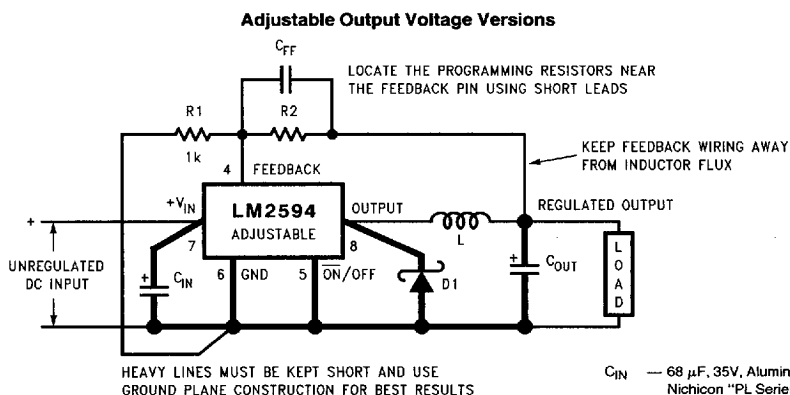 Adjustable Output Voltage Versions
CFF
LOCATE THE PROGRAMMING RESISTORS NEAR
THE FEEDBACK PIN USING SHORT LEADS
R1
R2
1k
KEEP FEEDBACK WIRING AWAY
FROM INDUCTOR FLUX
4 FEEDBACK
+VIN
LM2594
ADJUSTABLE
OUTPUT
REGULATED OUTPUT
+
7
8
L
UNREGULATED
DC INPUT
+
CIN
6 GND
5 ON/OFF
D1
+
COUT
LOAD
HEAVY LINES MUST BE KEPT SHORT AND USE
GROUND PLANE CONSTRUCTION FOR BEST RESULTS
CIN — 68 μF, 35V, Alumin
Nichicon "PL Serie